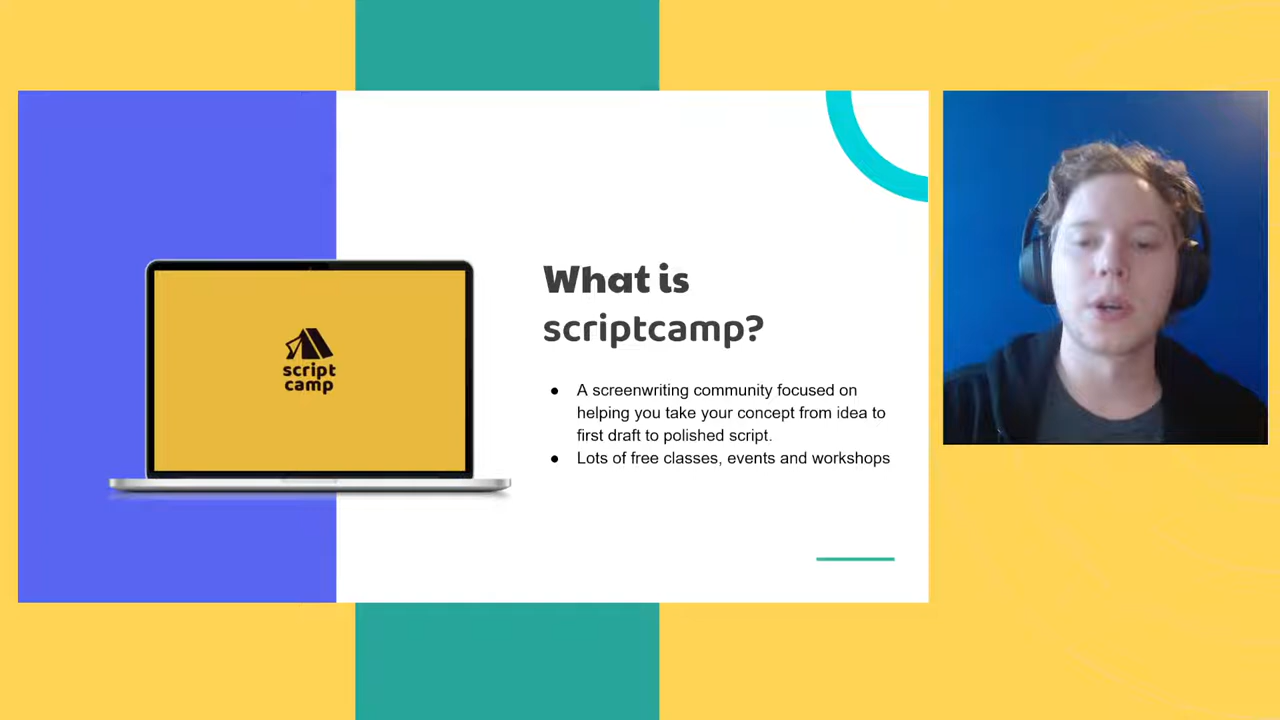 script
camp
What is
scriptcamp?
● A screenwriting community focused on
helping you take your concept from idea to
first draft to polished script.
● Lots of free classes, events and workshops